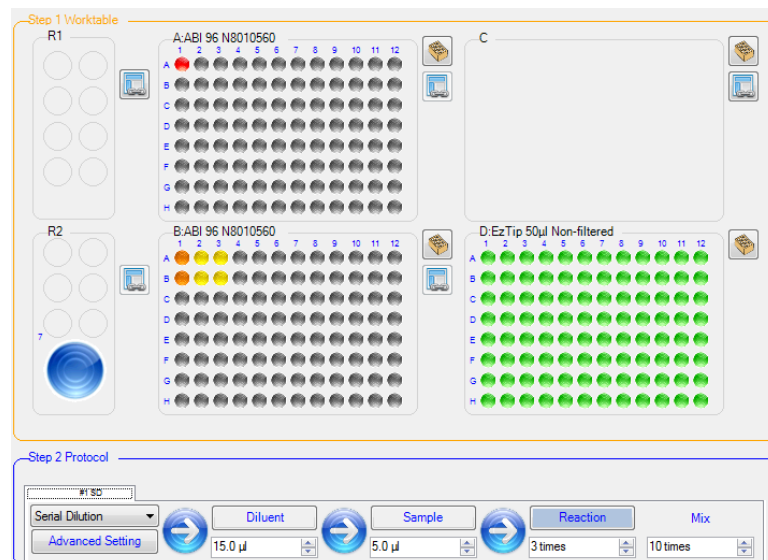 Step 1 Worktable
R1
A:ABI 96 N8010560
1 2 3 4 5 6 7 8 9 10 11 12
A
B
C
D
E
F
G
H
C
R2
7
B:ABI 96 N8010560
1 2 3 4 5 6 7 8 9 10 11 12
A
B
C
D
E
F
G
H
D:EzTip 50µl Non-filtered
1 2 3 4 5 6 7 8 9 10 11 12
A
B
C
D
E
F
G
H
Step 2 Protocol
#1 SD
Serial Dilution
Advanced Setting
Diluent
15.0 µl
Sample
5.0 µl
Reaction
3 times
Mix
10 times